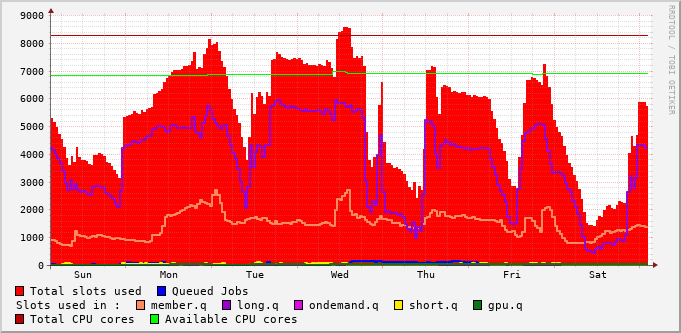 9000
8000
7000
6000
5000
4000
3000
2000
1000
0
Sun Mon Tue Wed Thu Fri Sat
RRDTOOL / TOBI OETIKER
Total slots used Queued Jobs
Slots used in : member.q long.q ondemand.q short.q gpu.q
Total CPU cores Available CPU cores